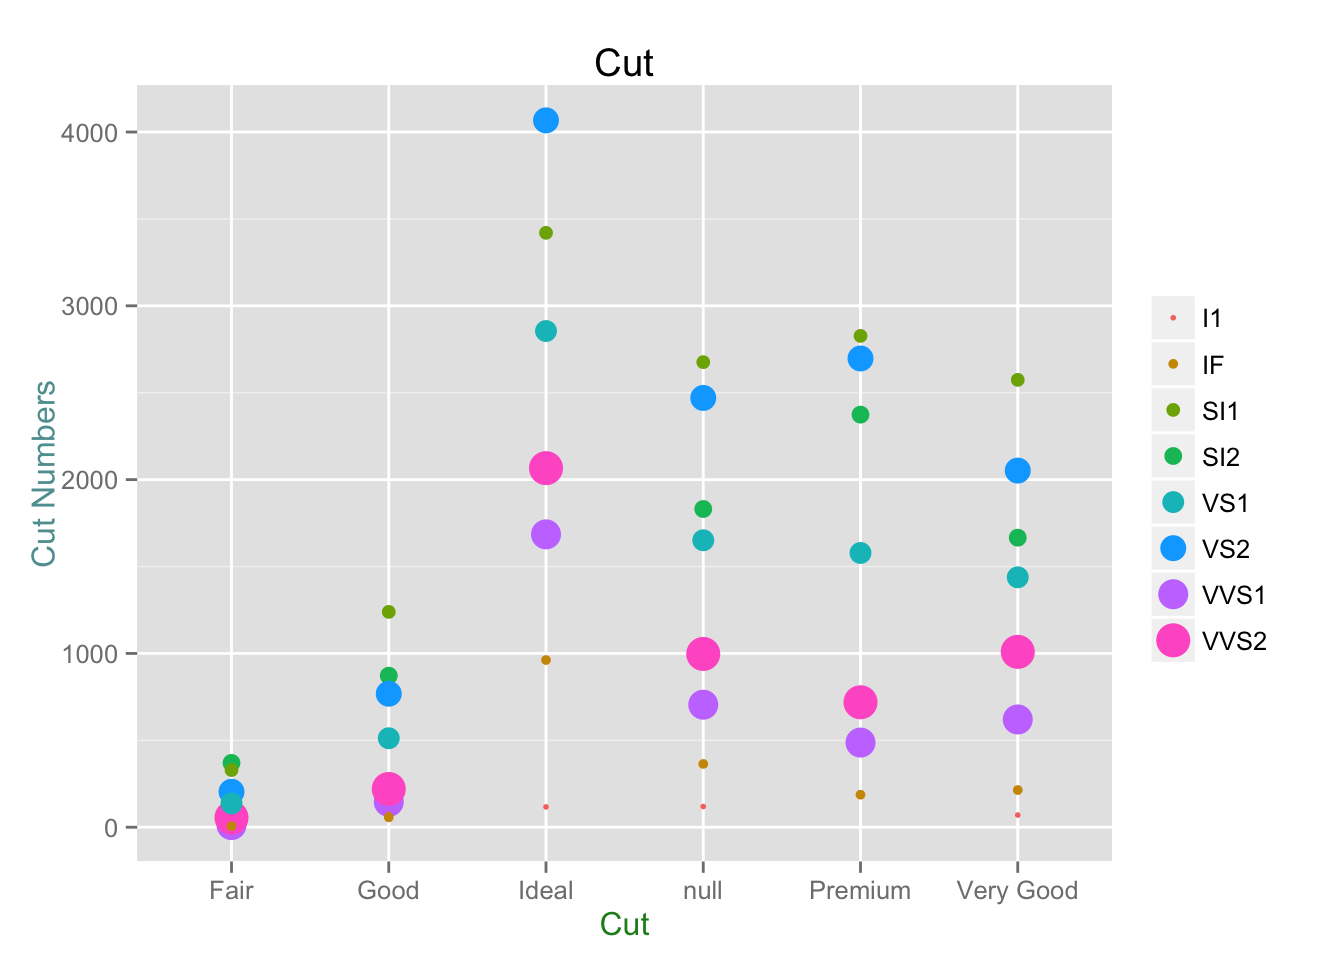 Cut
4000
3000
2000
1000
0
Cut Numbers
Fair Good Ideal null Premium Very Good
Cut
I1
IF
SI1
SI2
VS1
VS2
VVS1
VVS2